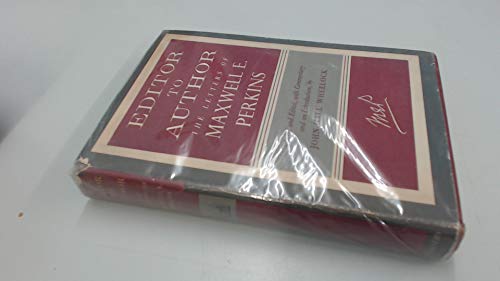 EDITOR
TO
AUTHOR
THE LETTERS OF
MAXWELL E.
PERKINS
and Edited, with Commentary
and an Introduction, by
JOHN HALL WHEELOCK